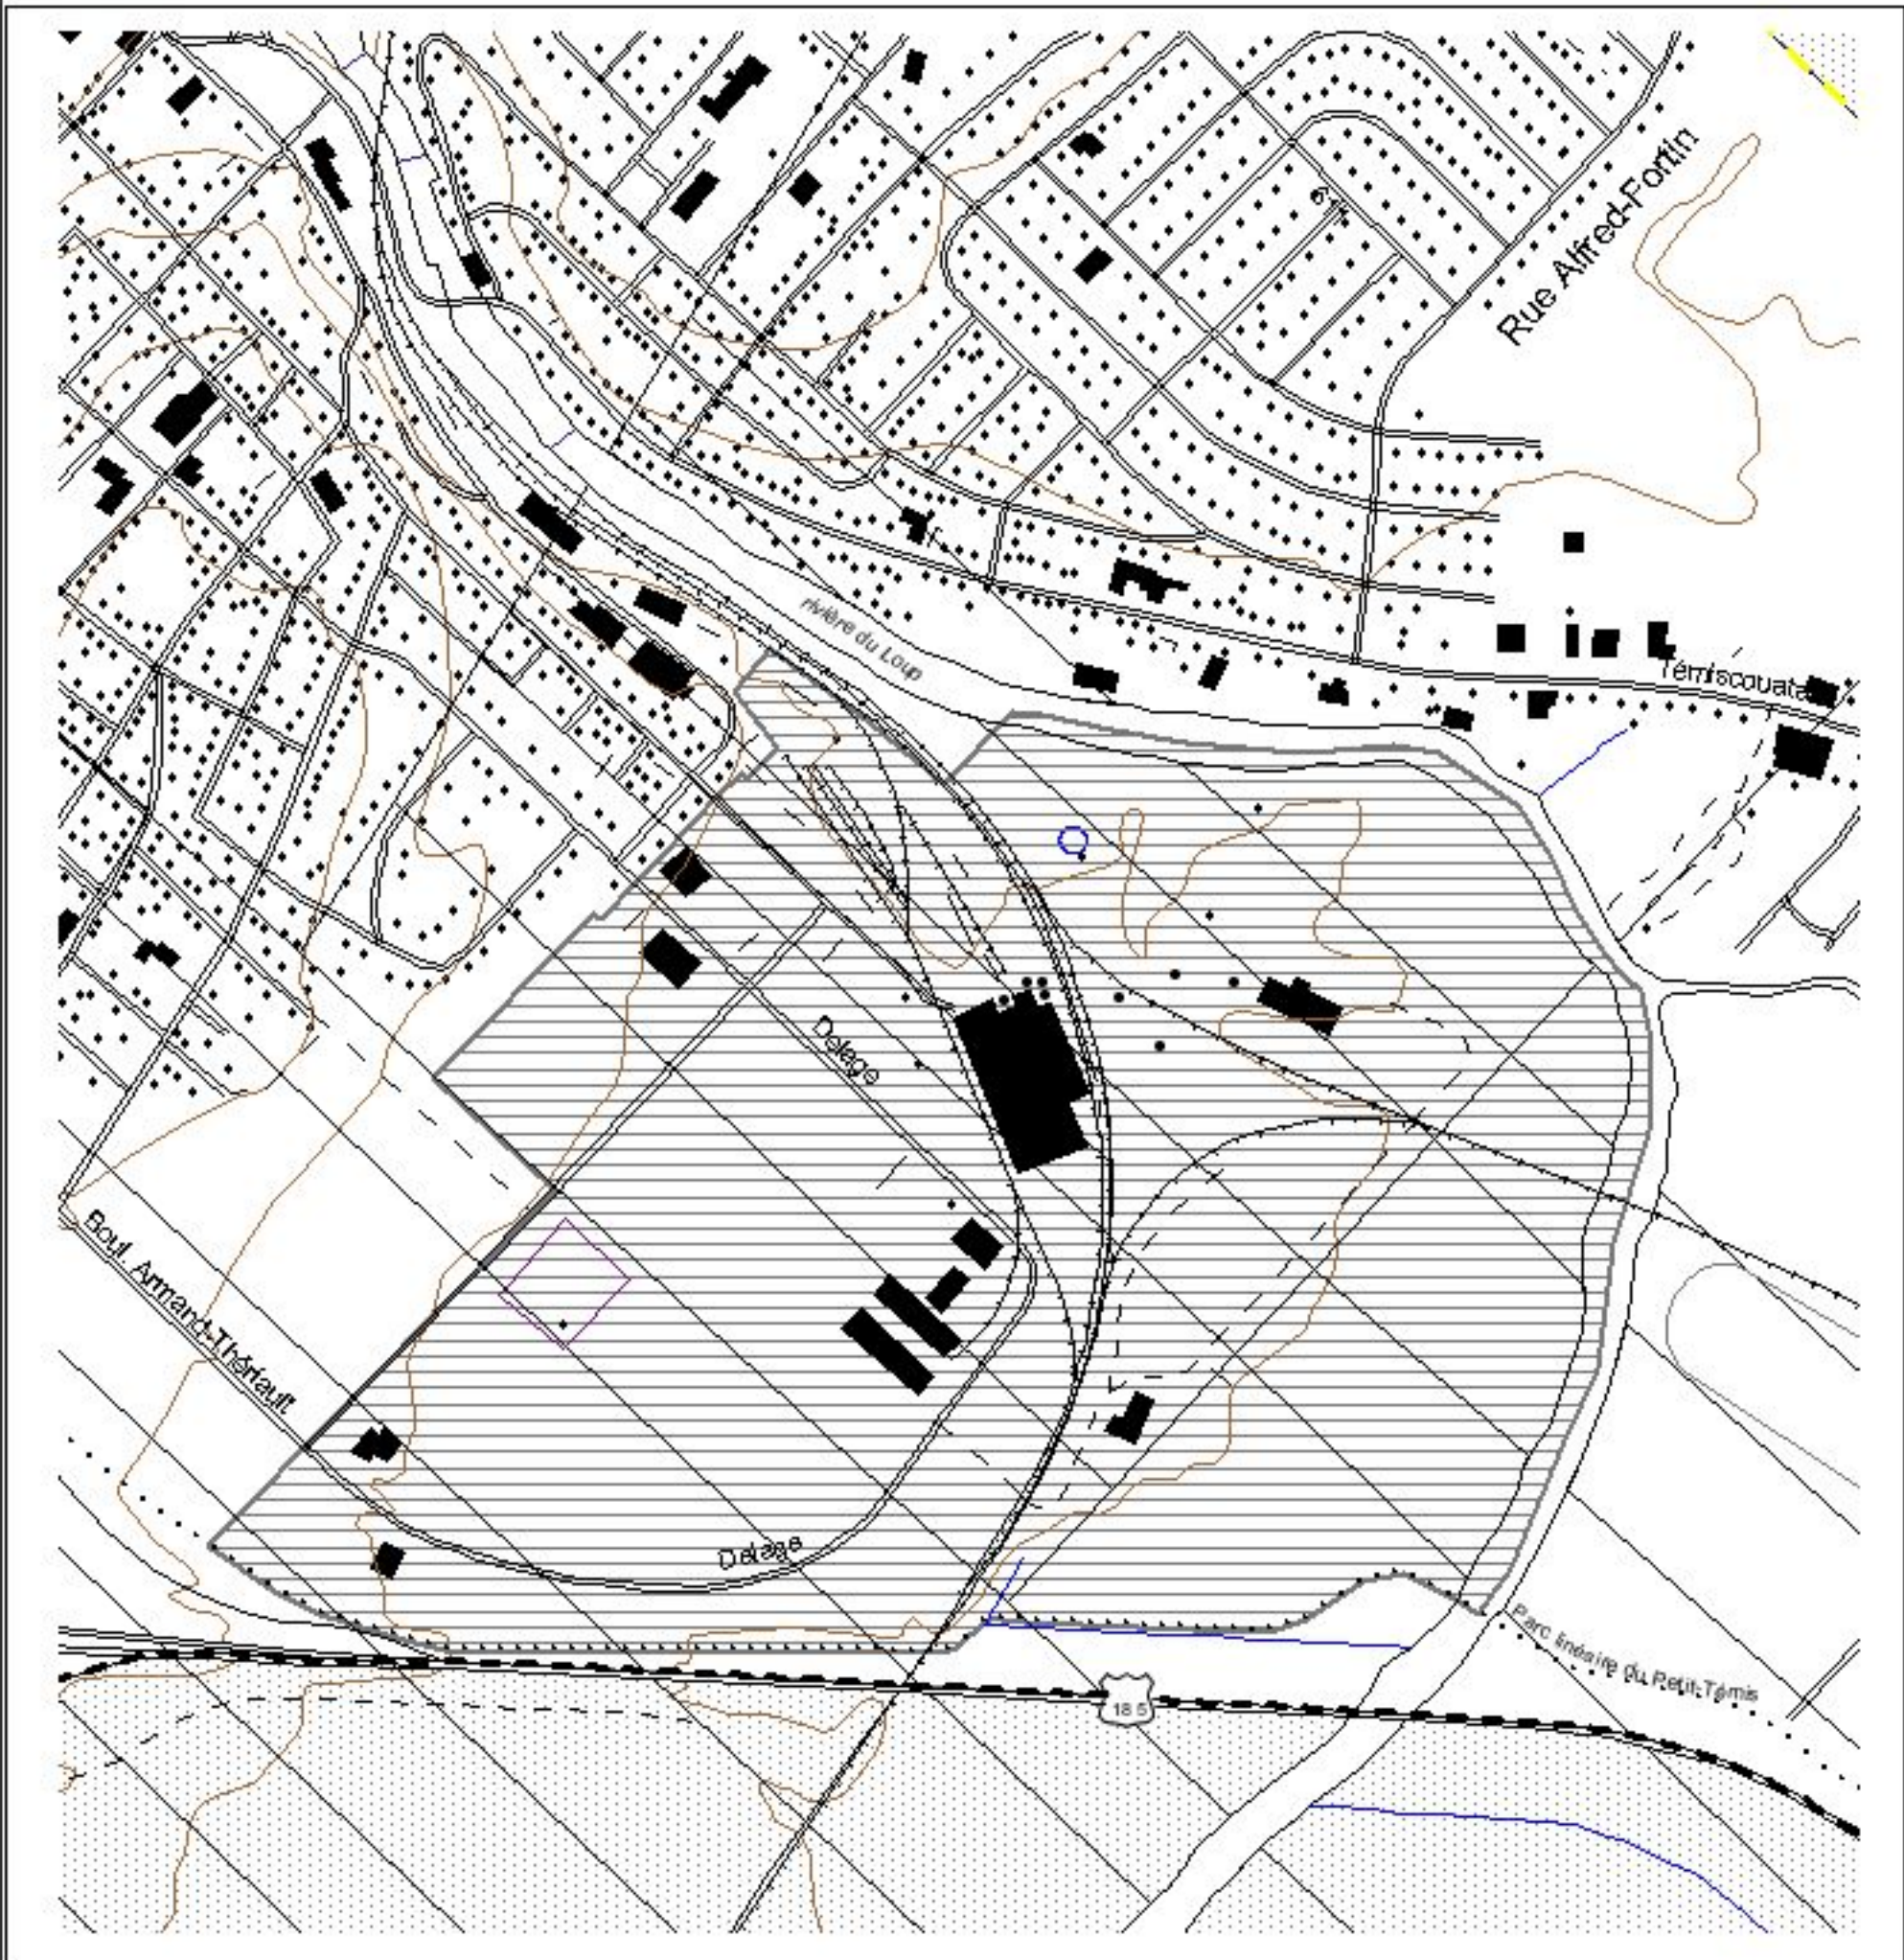 Rue Alfred-Fortin
rivière du Loup
Témiscouata
Delage
Boul. Armand-Thériault
Delage
Parc linéaire du Petit-Témis
185